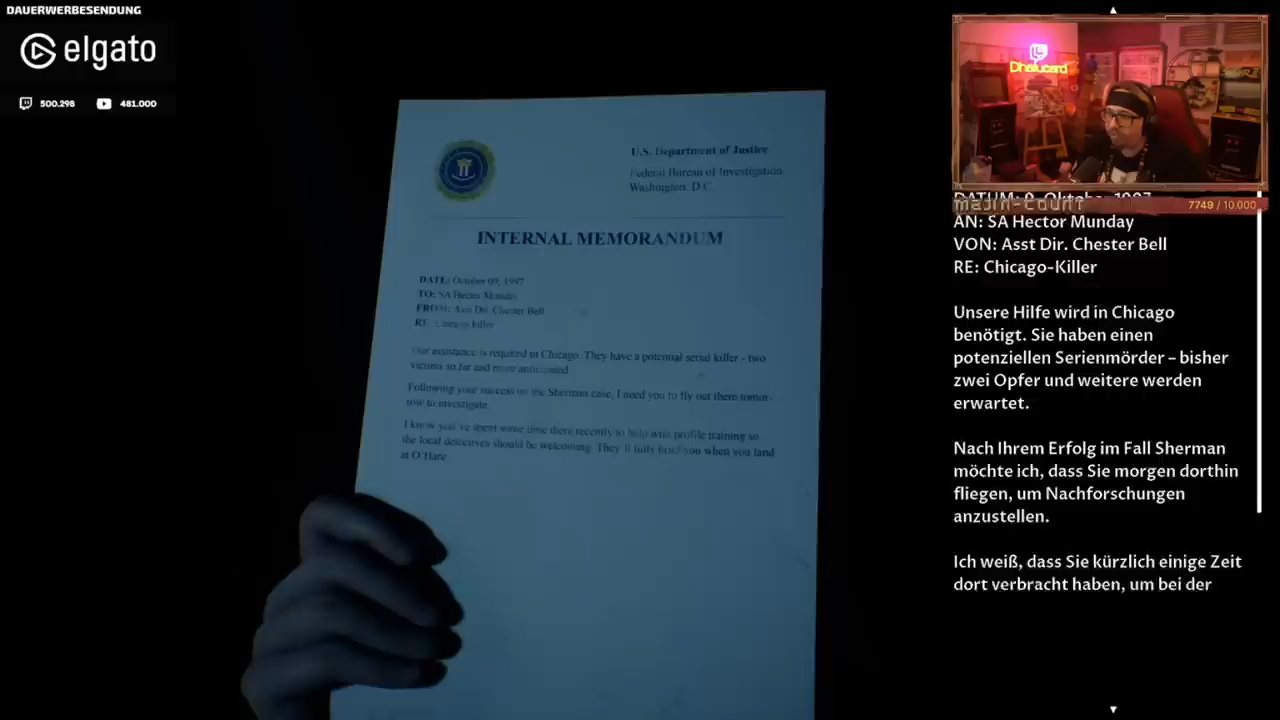 DAUERWERBESENDUNG
elgato
500.298 481.000
U.S. Department of Justice
Federal Bureau of Investigation
Washington, D.C.
INTERNAL MEMORANDUM
DATE: October 09, 1997
TO: SA Hector Munday
FROM: Asst Dir. Chester Bell
RE: killer
Our assistance is required in Chicago. They have a potential serial killer - two
victims so far and more anticipated.
Following your success on the Sherman case, I need you to fly out there tomor-
row to investigate.
I know you've spent some time there recently to help with profile training so
the local detectives should be welcoming. They'll fully brief you when you land
at O'Hare.
Dhalucard
majin-count 7749 / 10.000
AN: SA Hector Munday
VON: Asst Dir. Chester Bell
RE: Chicago-Killer
Unsere Hilfe wird in Chicago
benötigt. Sie haben einen
potenziellen Serienmörder – bisher
zwei Opfer und weitere werden
erwartet.
Nach Ihrem Erfolg im Fall Sherman
möchte ich, dass Sie morgen dorthin
fliegen, um Nachforschungen
anzustellen.
Ich weiß, dass Sie kürzlich einige Zeit
dort verbracht haben, um bei der